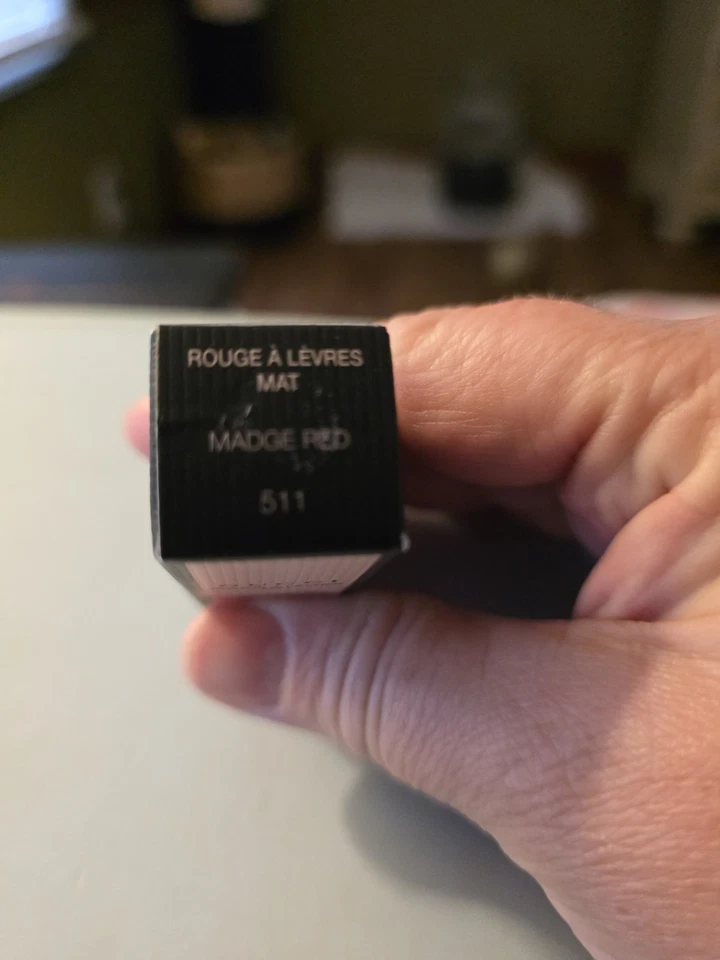 ROUGE À LÈVRES
MAT
MADGE RED
511